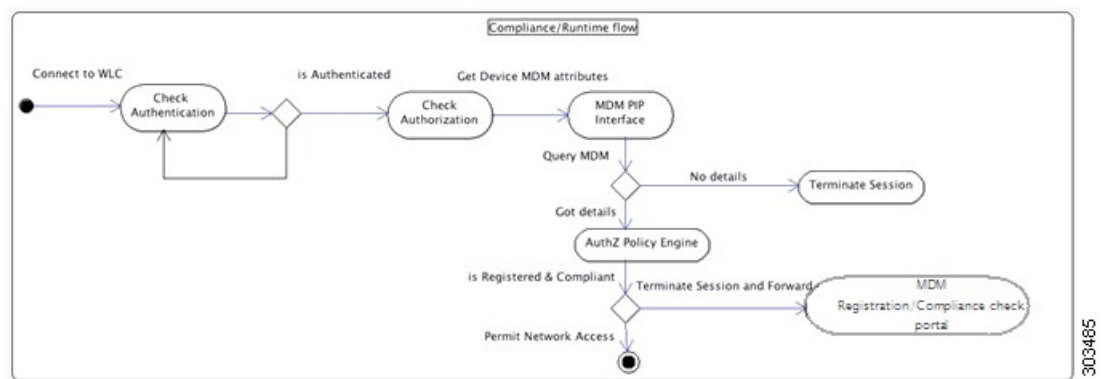 Compliance/Runtime flow
Connect to WLC
is Authenticated
Get Device MDM attributes
Check
Authentication
Check
Authorization
MDM PIP
Interface
Query MDM
No details
Terminate Session
Got details
AuthZ Policy Engine
is Registered & Compliant
Terminate Session and Forward
MDM
Registration/Compliance check
portal
Permit Network Access
303485